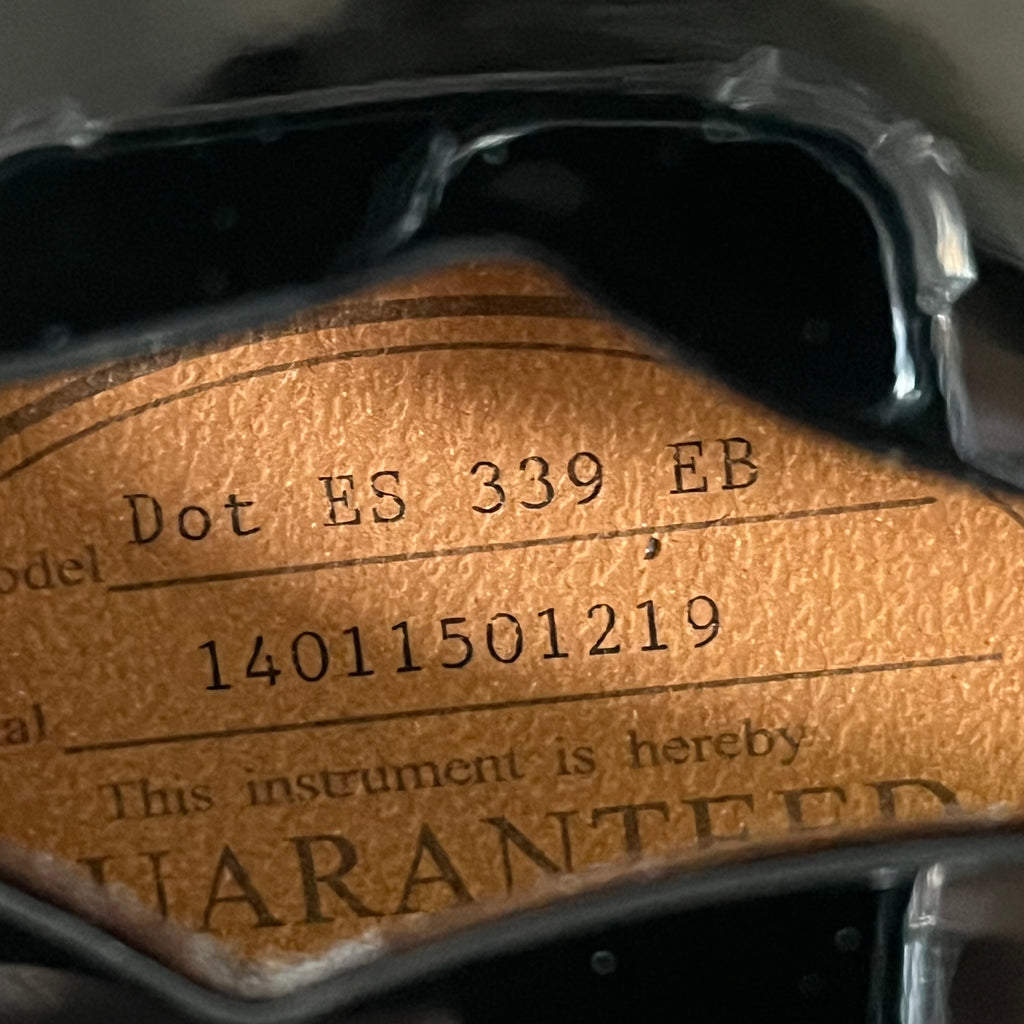 odel Dot ES 339 EB
al 14011501219
This instrument is hereby
UARANTEED